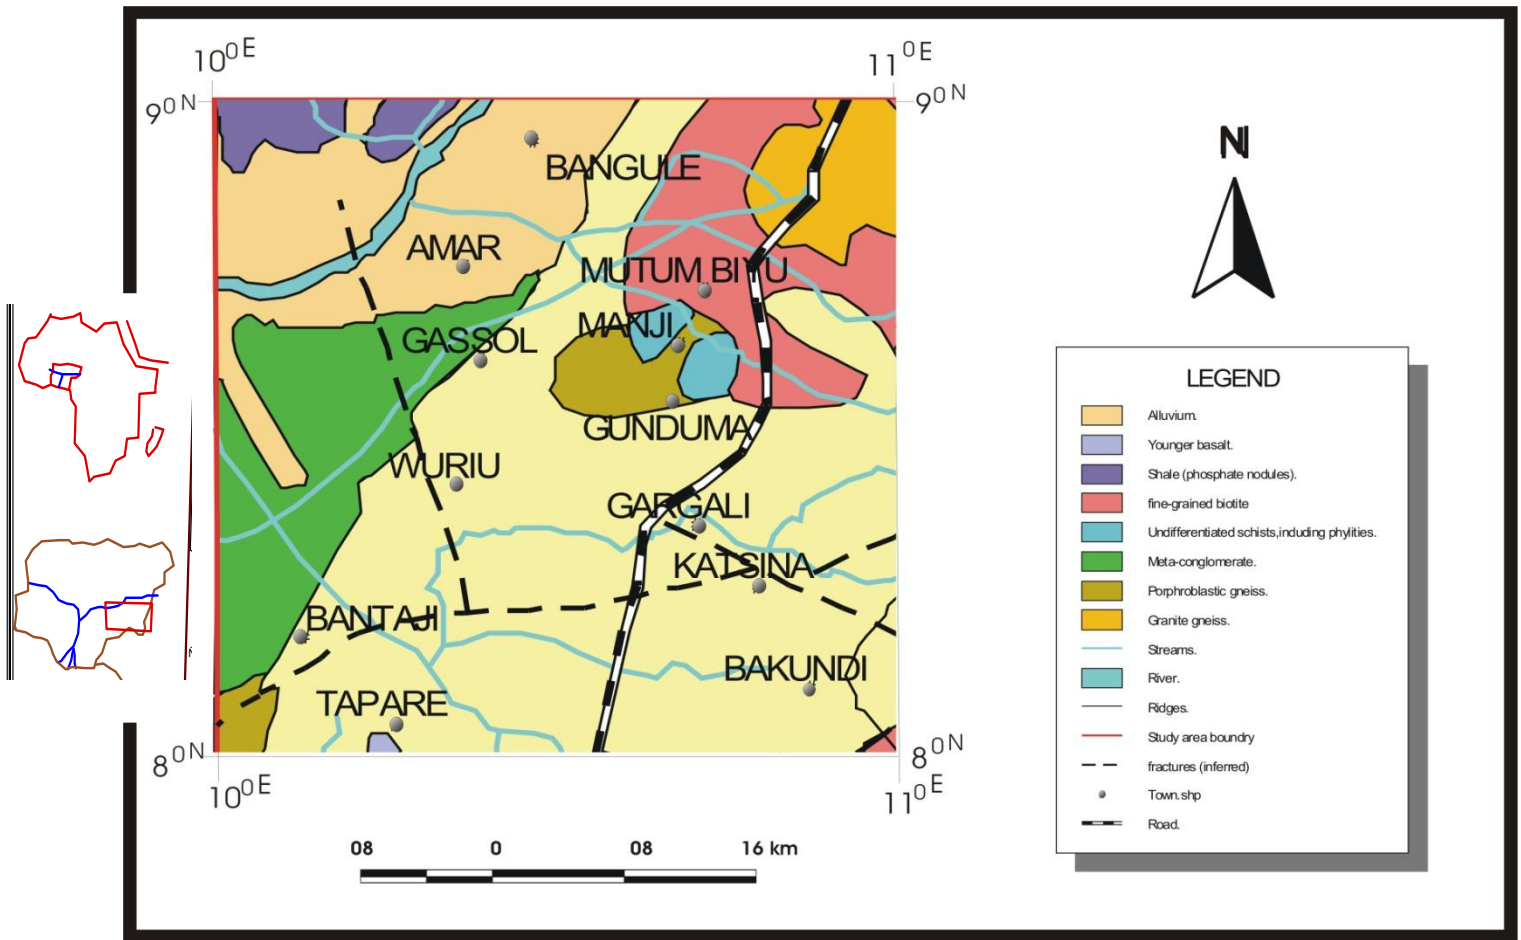 10⁰E
11⁰E
9⁰N
9⁰N
N
BANGULE
AMAR
MUTUM BIYU
MANJI
GASSOL
GUNDUMA
WURIU
GARGALI
KATSINA
BANTAJI
BAKUNDI
TAPARE
8⁰N
8⁰N
10⁰E
11⁰E
08 0 08 16 km
LEGEND
Alluvium.
Younger basalt.
Shale (phosphate nodules).
fine-grained biotite
Undifferentiated schists,including phylities.
Meta-conglomerate.
Porphroblastic gneiss.
Granite gneiss.
Streams.
River.
Ridges.
Study area boundry
fractures (inferred)
Town.shp
Road.